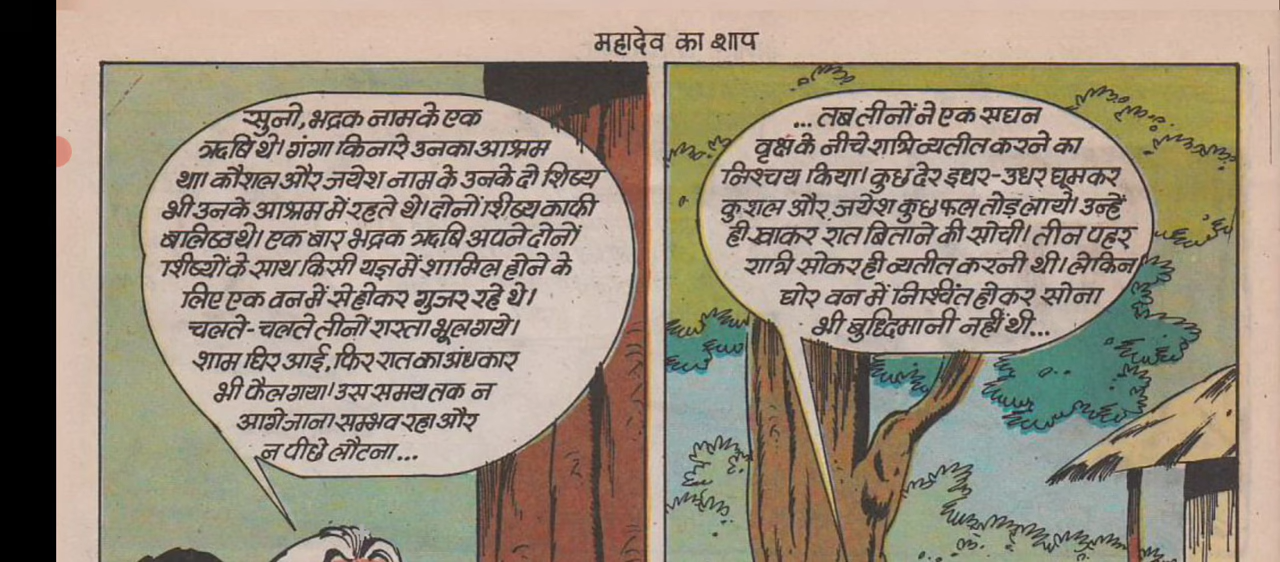 महादेव का शाप
सुनो, भद्रक नाम के एक
ऋषि थे। गंगा किनारे उनका आश्रम
था। कौशल और जयेश नाम के उनके दो शिष्य
भी उनके आश्रम में रहते थे। दोनों शिष्य काफी
बलिष्ठ थे। एक बार भद्रक ऋषि अपने दोनों
शिष्यों के साथ किसी यज्ञ में शामिल होने के
लिए एक वन में से होकर गुजर रहे थे।
चलते-चलते तीनों रास्ता भूल गये।
शाम घिर आई, फिर रात का अंधकार
भी फैल गया। उस समय तक न
आगे जाना सम्भव रहा और
न पीछे लौटना...
...तब तीनों ने एक सघन
वृक्ष के नीचे रात्रि व्यतीत करने का
निश्चय किया। कुछ देर इधर-उधर घूमकर
कुशल और जयेश कुछ फल तोड़ लाये। उन्हें
ही खाकर रात बिताने की सोची। तीन पहर
रात्रि सोकर ही व्यतीत करनी थी। लेकिन
घोर वन में निश्चिंत होकर सोना
भी बुद्धिमानी नहीं थी...